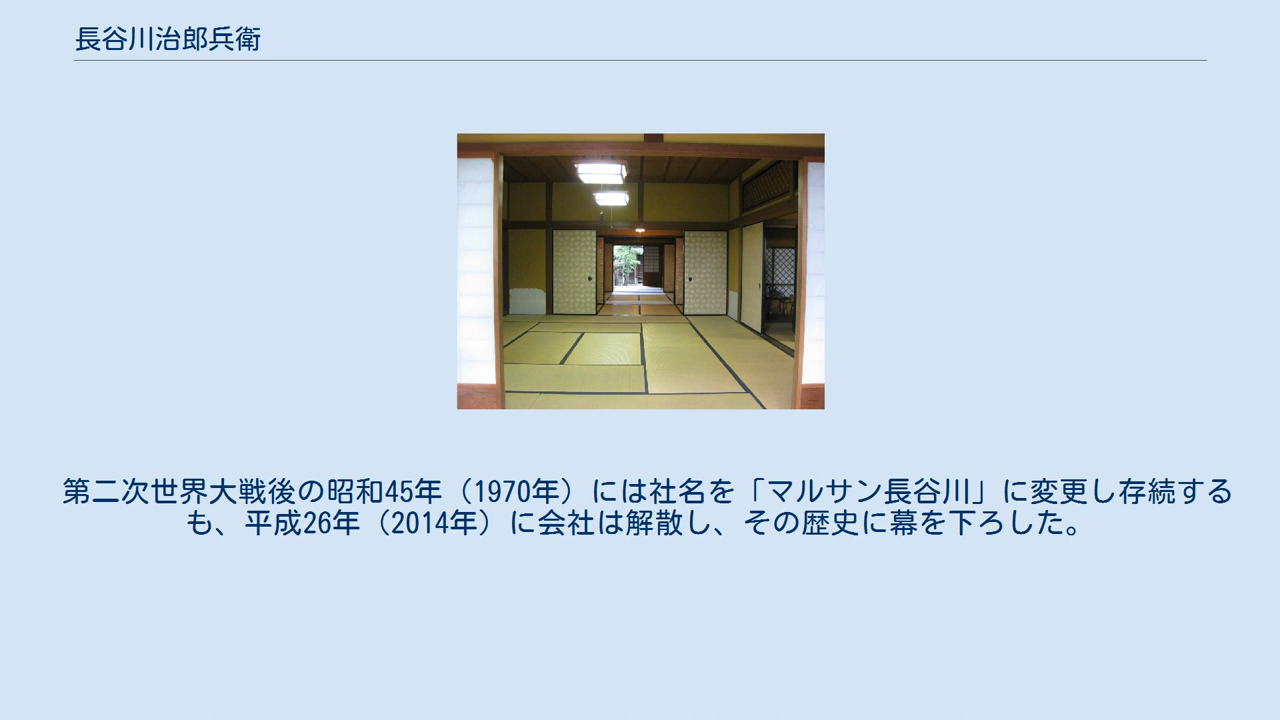 長谷川治郎兵衛
第二次世界大戦後の昭和45年（1970年）には社名を「マルサン長谷川」に変更し存続する
も、平成26年（2014年）に会社は解散し、その歴史に幕を下ろした。